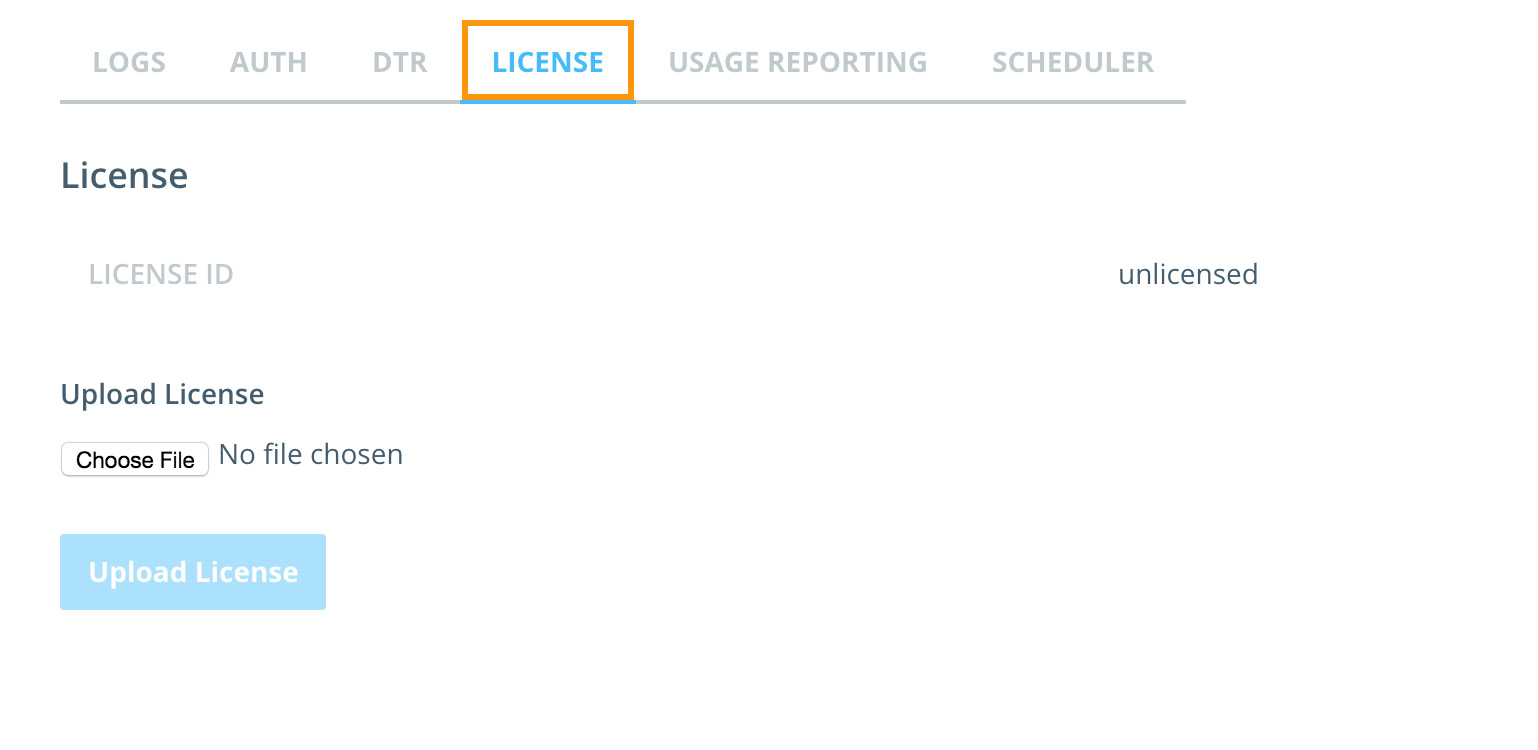 LOGS AUTH DTR LICENSE USAGE REPORTING SCHEDULER
License
LICENSE ID unlicensed
Upload License
Choose File No file chosen
Upload License